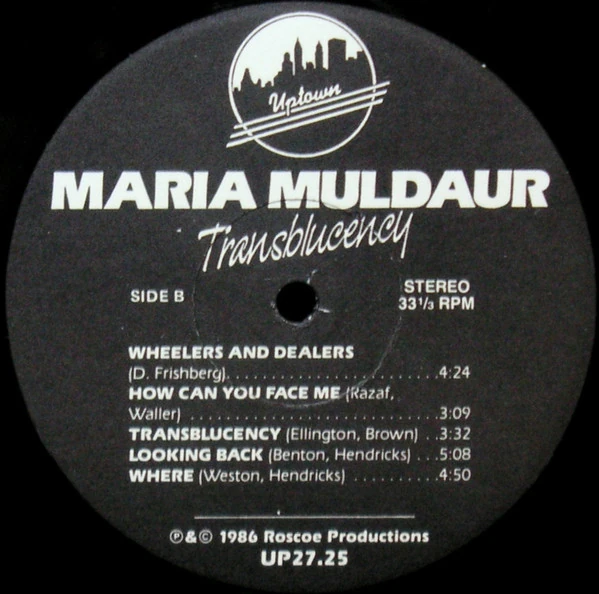 Uptown
MARIA MULDAUR
Transblucency
SIDE B
STEREO
33 1/3 RPM
WHEELERS AND DEALERS
(D. Frishberg). . . . . . . . . . . . . . . . . . . . . . .4:24
HOW CAN YOU FACE ME (Razaf,
Waller) . . . . . . . . . . . . . . . . . . . . . . . . . . .3:09
TRANSBLUCENCY (Ellington, Brown) . .3:32
LOOKING BACK (Benton, Hendricks) . . .5:08
WHERE (Weston, Hendricks) . . . . . . . . . .4:50
℗&© 1986 Roscoe Productions
UP27.25